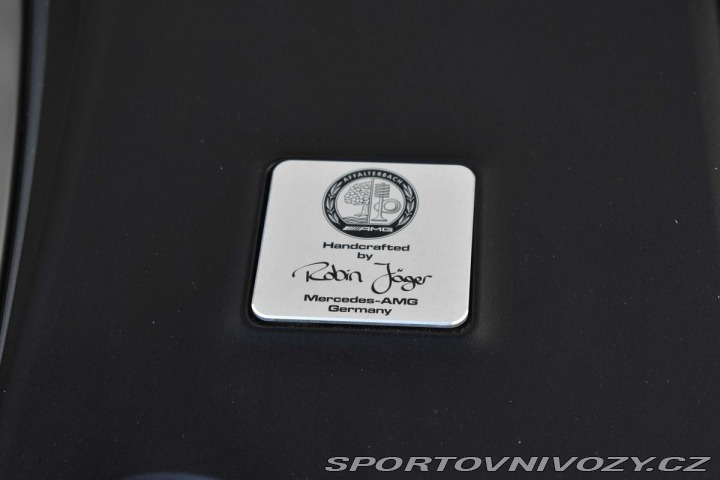 AFFALTERBACH
AMG
Handcrafted
by
Robin Jäger
Mercedes-AMG
Germany
SPORTOVNIVOZY.CZ